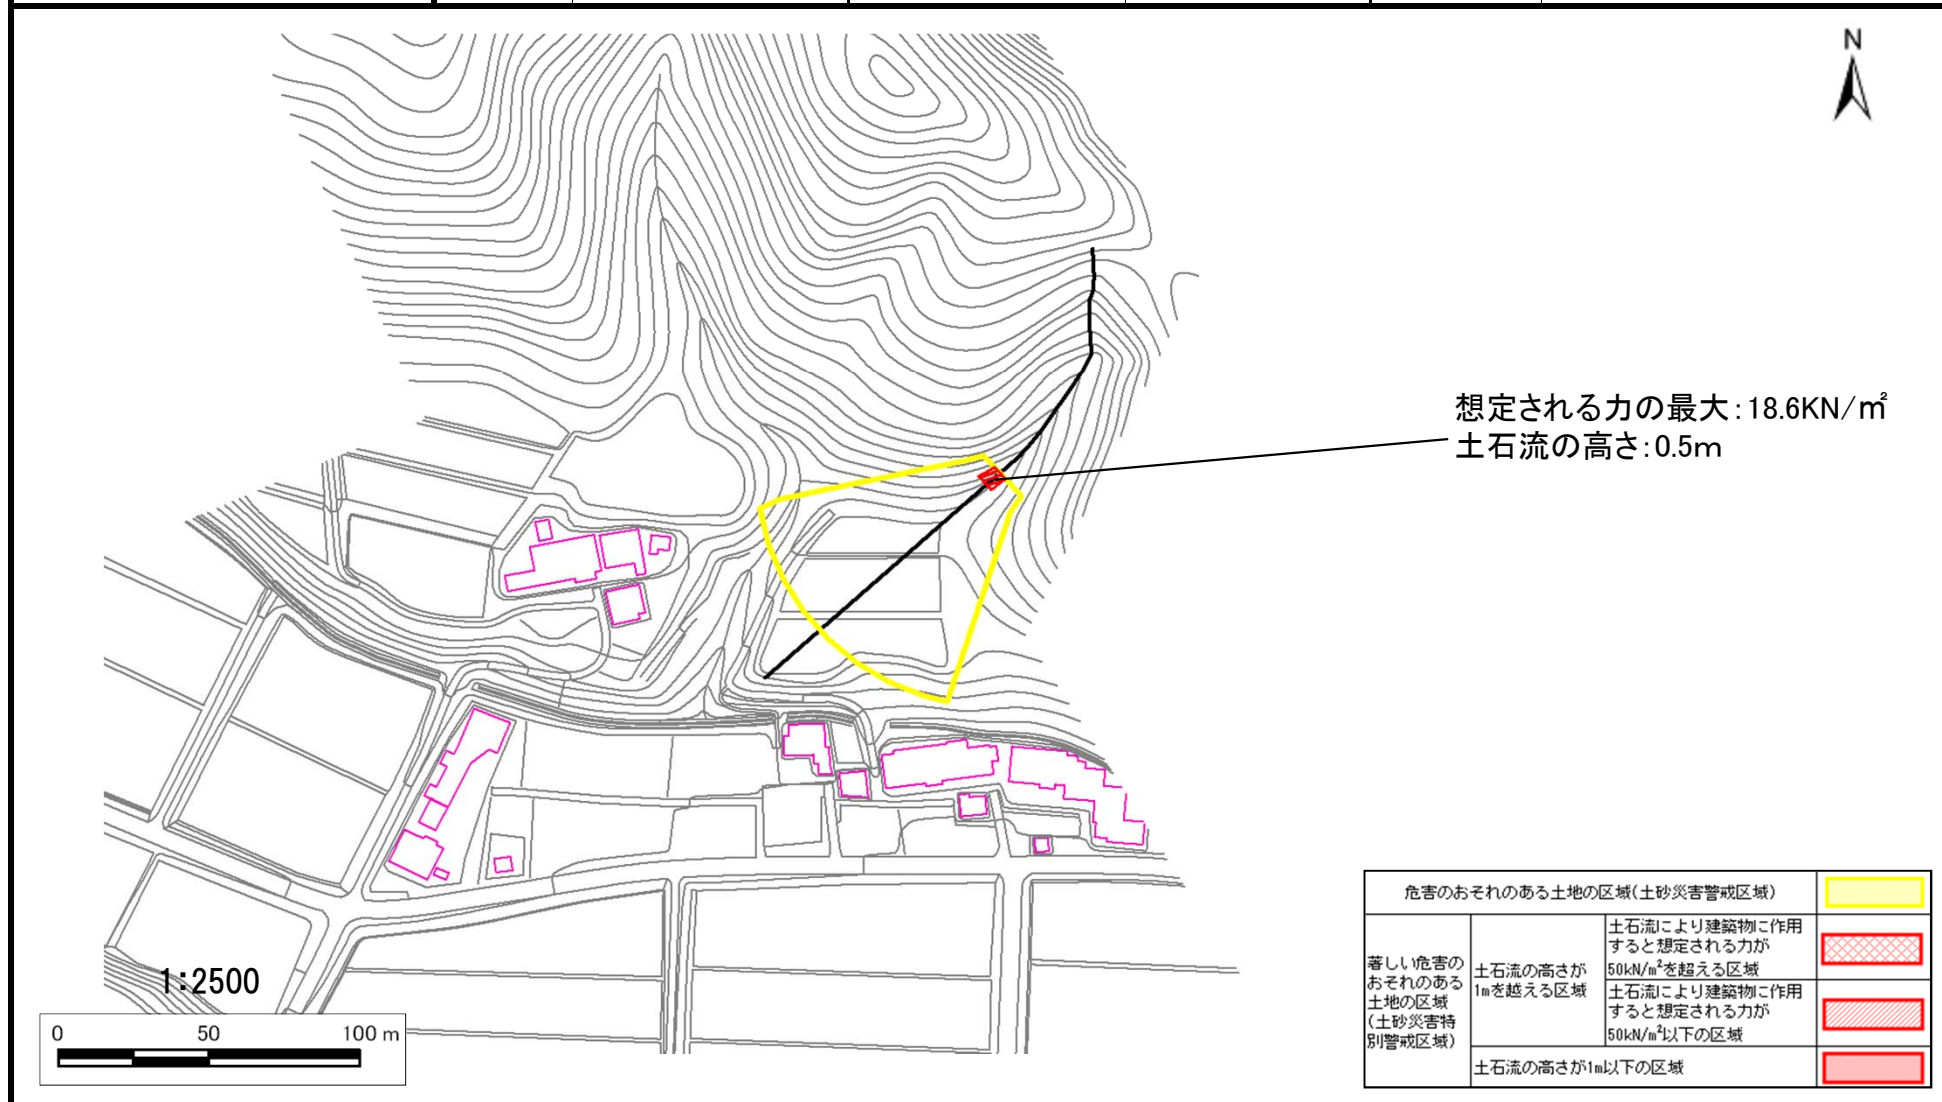 N
想定される力の最大:18.6KN/㎡
土石流の高さ:0.5m
1:2500
0 50 100 m
危害のおそれのある土地の区域(土砂災害警戒区域)
著しい危害の
おそれのある
土地の区域
(土砂災害特
別警戒区域)
土石流の高さが
1mを越える区域
土石流により建築物に作用
すると想定される力が
50kN/m²を超える区域
土石流により建築物に作用
すると想定される力が
50kN/m²以下の区域
土石流の高さが1m以下の区域